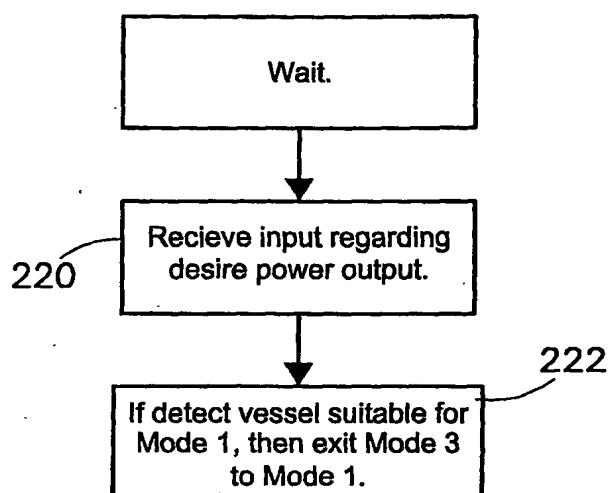 Wait.
Recieve input regarding
desire power output.
220
222
If detect vessel suitable for
Mode 1, then exit Mode 3
to Mode 1.